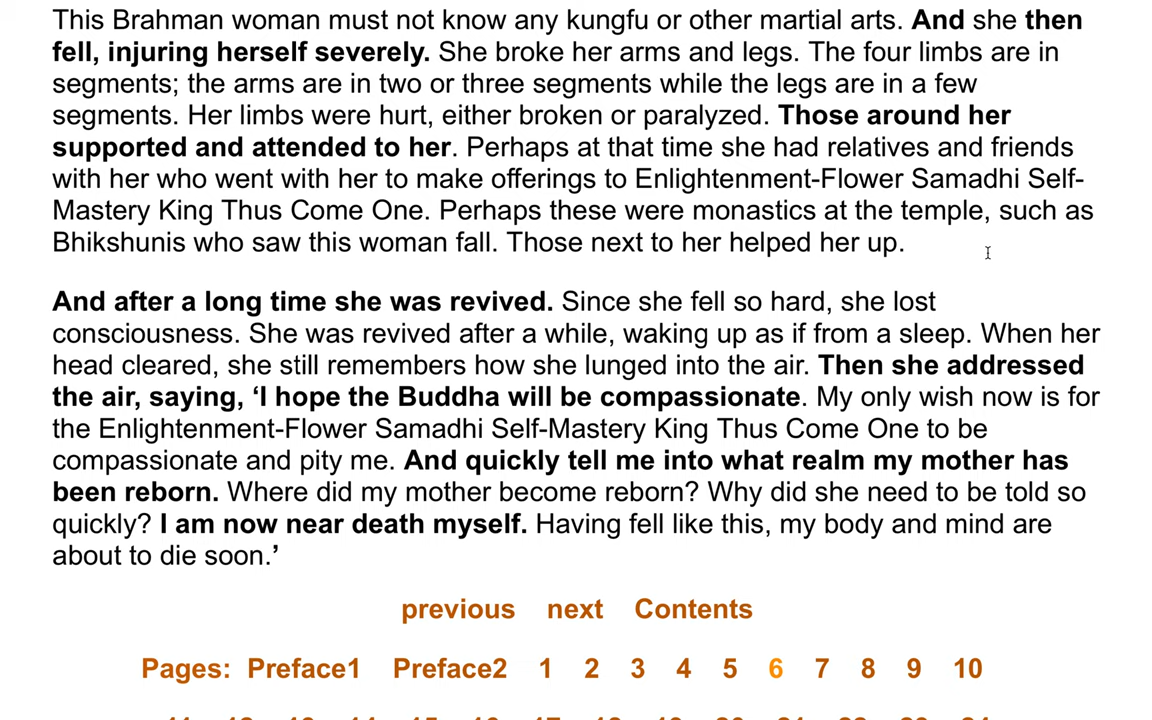 This Brahman woman must not know any kungfu or other martial arts. And she then
fell, injuring herself severely. She broke her arms and legs. The four limbs are in
segments; the arms are in two or three segments while the legs are in a few
segments. Her limbs were hurt, either broken or paralyzed. Those around her
supported and attended to her. Perhaps at that time she had relatives and friends
with her who went with her to make offerings to Enlightenment-Flower Samadhi Self-
Mastery King Thus Come One. Perhaps these were monastics at the temple, such as
Bhikshunis who saw this woman fall. Those next to her helped her up.
And after a long time she was revived. Since she fell so hard, she lost
consciousness. She was revived after a while, waking up as if from a sleep. When her
head cleared, she still remembers how she lunged into the air. Then she addressed
the air, saying, ‘I hope the Buddha will be compassionate. My only wish now is for
the Enlightenment-Flower Samadhi Self-Mastery King Thus Come One to be
compassionate and pity me. And quickly tell me into what realm my mother has
been reborn. Where did my mother become reborn? Why did she need to be told so
quickly? I am now near death myself. Having fell like this, my body and mind are
about to die soon.’
previous next Contents
Pages: Preface1 Preface2 1 2 3 4 5 6 7 8 9 10